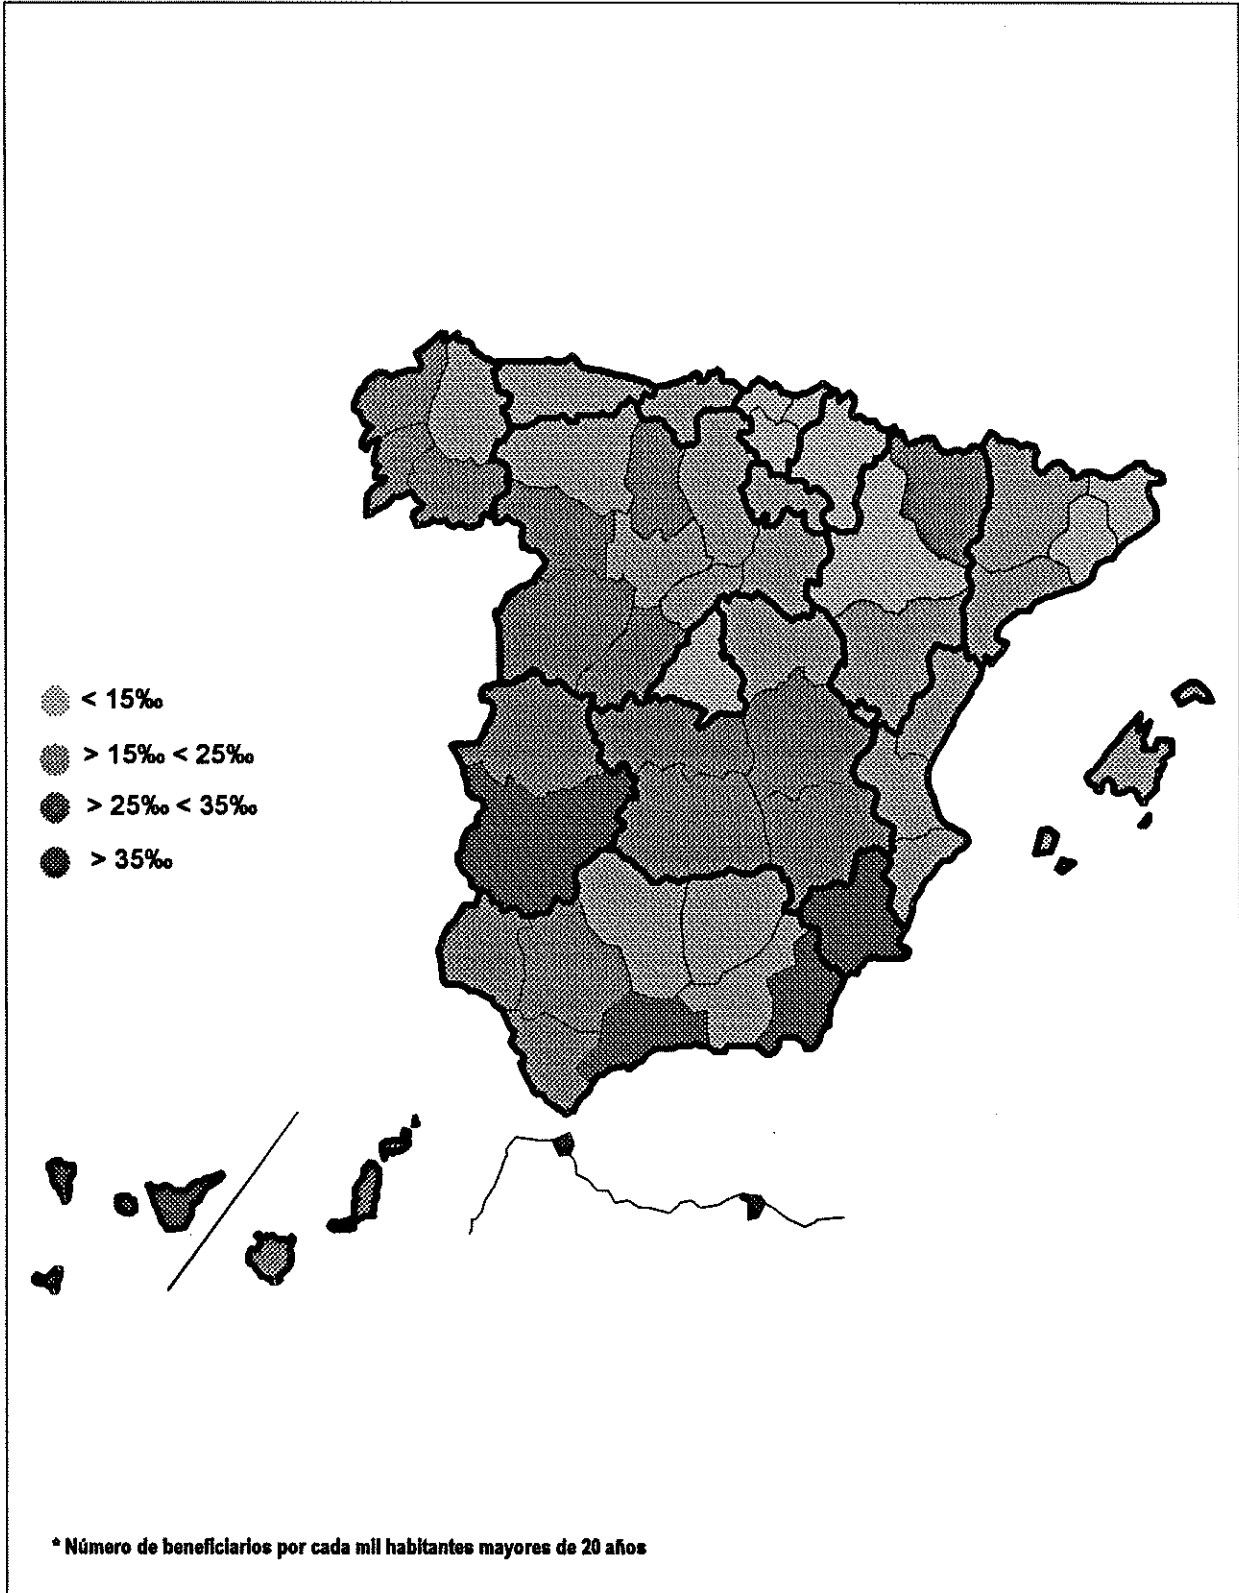 < 15‰
> 15‰ < 25‰
> 25‰ < 35‰
> 35‰
* Número de beneficiarios por cada mil habitantes mayores de 20 años